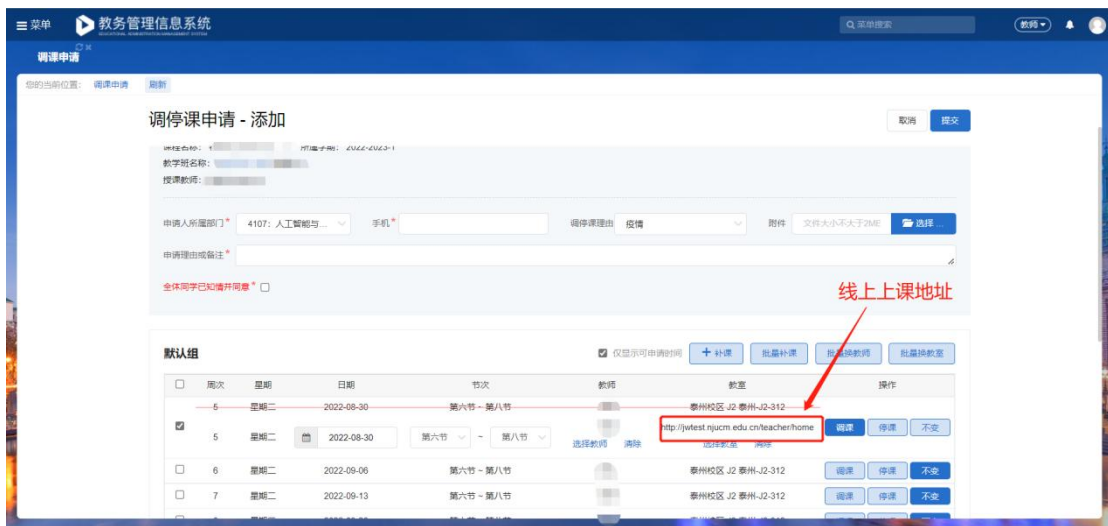 菜单 教务管理信息系统 菜单搜索 教师
调课申请
您的当前位置: 调课申请 刷新
调停课申请 - 添加 取消 提交
课程名称: 所属学期: 2022-2023-1
教学班名称:
授课教师:
申请人所属部门* 4107: 人工智能与... 手机* 调停课理由 疫情 附件 文件大小不大于2ME 选择 ...
申请理由或备注*
全体同学已知情并同意*
线上上课地址
默认组 仅显示可申请时间 + 补课 批量补课 批量换教师 批量换教室
周次 星期 日期 节次 教师 教室 操作
5 星期二 2022-08-30 第六节 ~ 第八节 泰州校区 J2 泰州-J2-312
5 星期二 2022-08-30 第六节 ~ 第八节 http://jwtest.njucm.edu.cn/teacher/home 调课 停课 不变
选择教师 清除 选择教室 清除
6 星期二 2022-09-06 第六节 ~ 第八节 泰州校区 J2 泰州-J2-312 调课 停课 不变
7 星期二 2022-09-13 第六节 ~ 第八节 泰州校区 J2 泰州-J2-312 调课 停课 不变